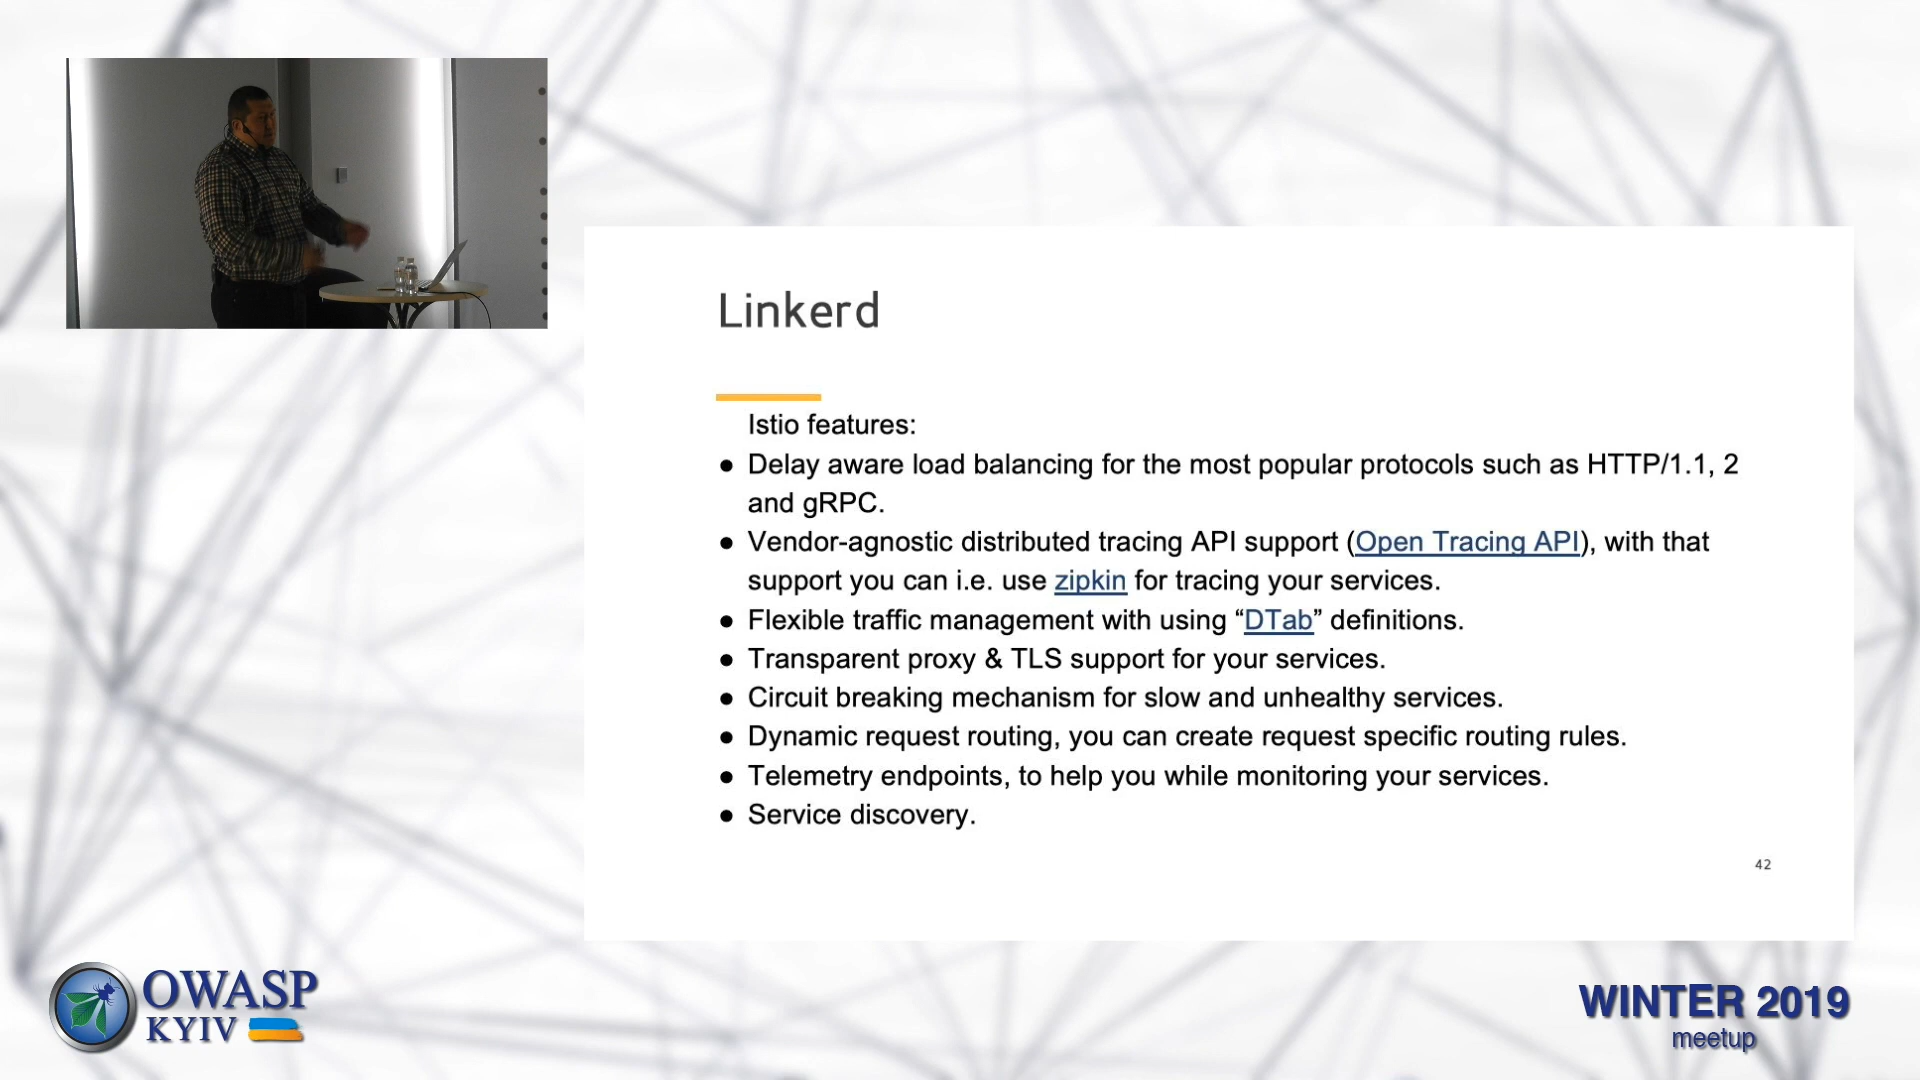 Linkerd
Istio features:
● Delay aware load balancing for the most popular protocols such as HTTP/1.1, 2
and gRPC.
● Vendor-agnostic distributed tracing API support (Open Tracing API), with that
support you can i.e. use zipkin for tracing your services.
● Flexible traffic management with using “DTab” definitions.
● Transparent proxy & TLS support for your services.
● Circuit breaking mechanism for slow and unhealthy services.
● Dynamic request routing, you can create request specific routing rules.
● Telemetry endpoints, to help you while monitoring your services.
● Service discovery.
42
OWASP
KYIV
WINTER 2019
meetup